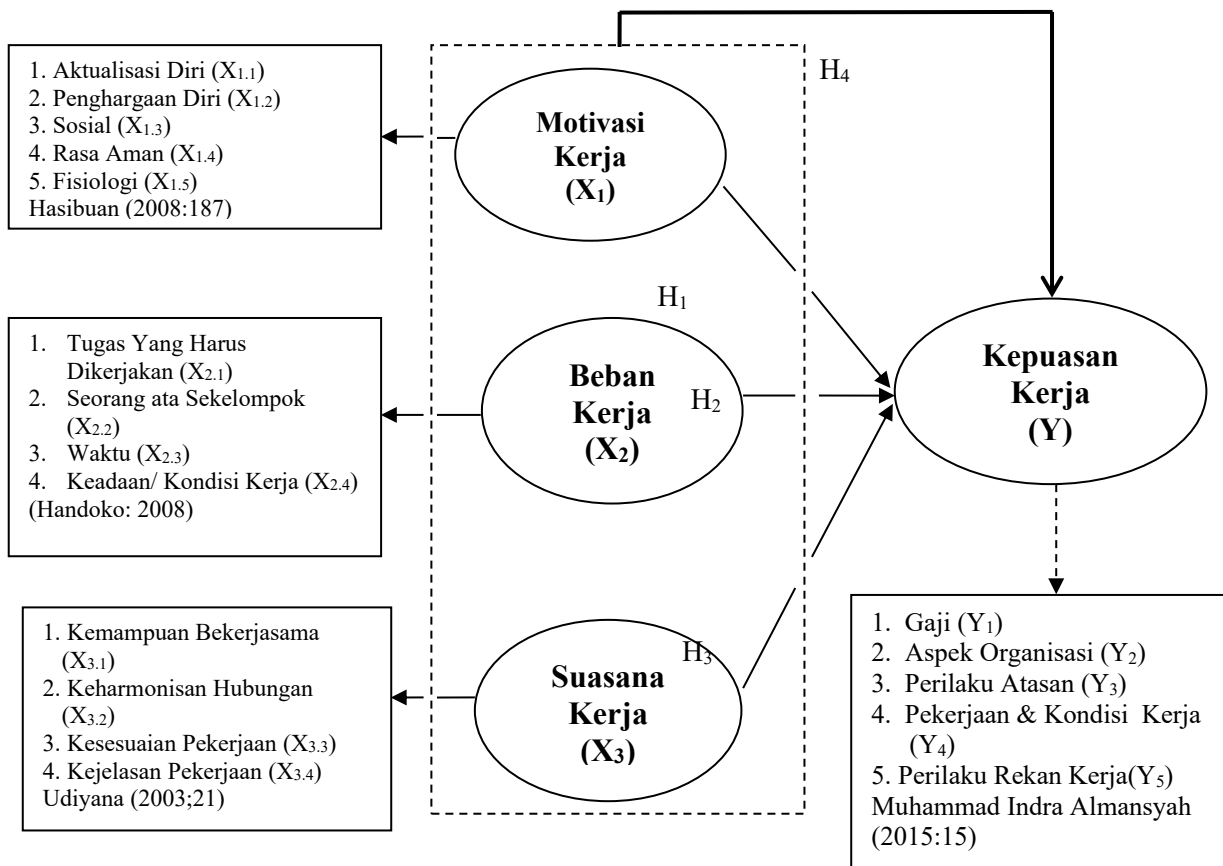 1. Aktualisasi Diri (X1.1)
2. Penghargaan Diri (X1.2)
3. Sosial (X1.3)
4. Rasa Aman (X1.4)
5. Fisiologi (X1.5)
Hasibuan (2008:187)
Motivasi
Kerja
(X1)
H4
1. Tugas Yang Harus
Dikerjakan (X2.1)
2. Seorang ata Sekelompok
(X2.2)
3. Waktu (X2.3)
4. Keadaan/ Kondisi Kerja (X2.4)
(Handoko: 2008)
H1
Beban
Kerja
(X2)
H2
Kepuasan
Kerja
(Y)
1. Kemampuan Bekerjasama
(X3.1)
2. Keharmonisan Hubungan
(X3.2)
3. Kesesuaian Pekerjaan (X3.3)
4. Kejelasan Pekerjaan (X3.4)
Udiyana (2003;21)
Suasana
Kerja
(X3)
H3
1. Gaji (Y1)
2. Aspek Organisasi (Y2)
3. Perilaku Atasan (Y3)
4. Pekerjaan & Kondisi Kerja
(Y4)
5. Perilaku Rekan Kerja(Y5)
Muhammad Indra Almansyah
(2015:15)